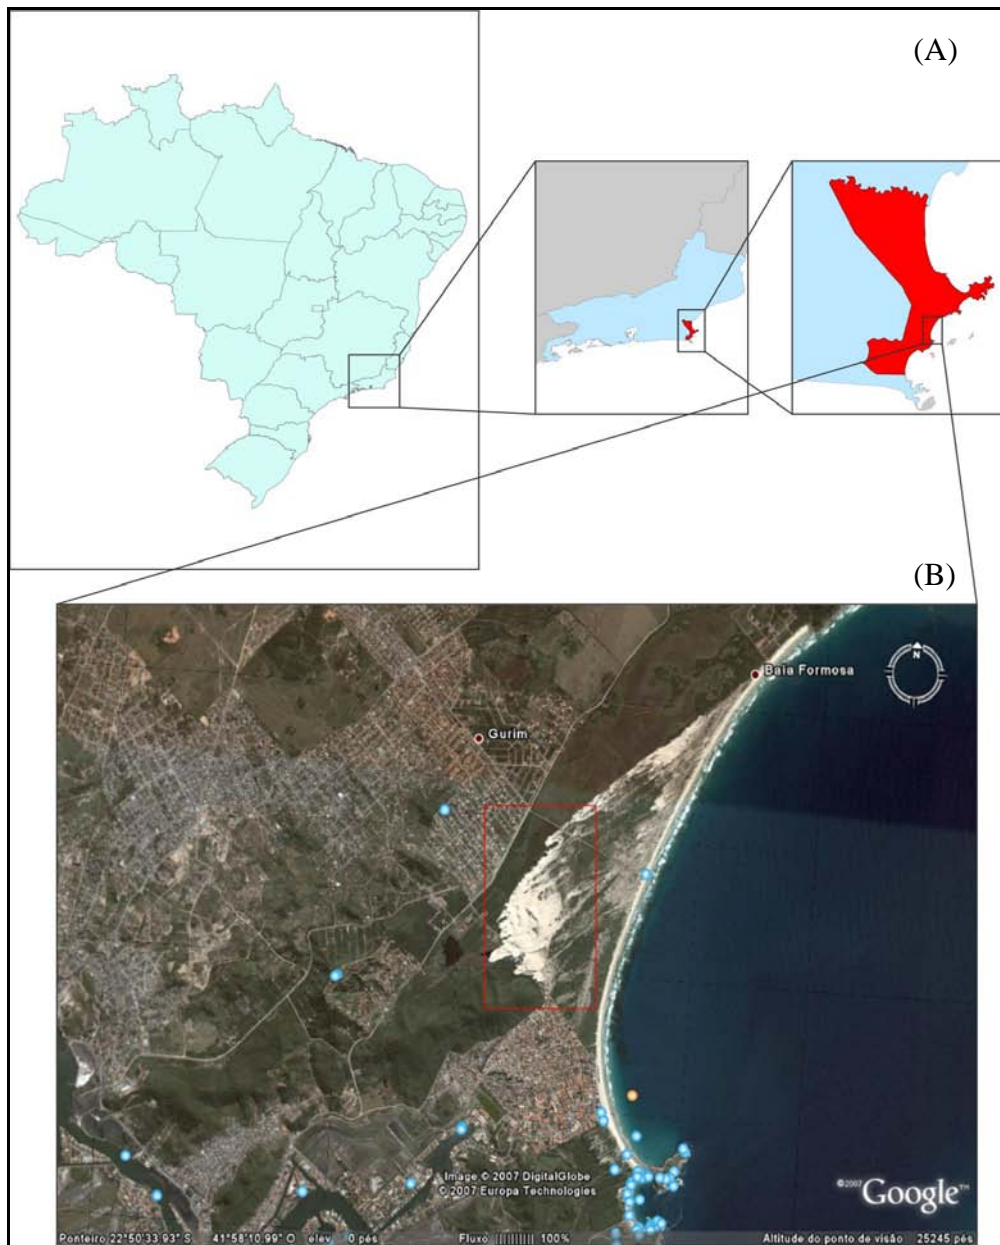 (A)
(B)
Baia Formosa
N
Gurim
Image © 2007 DigitalGlobe
© 2007 Europa Technologies
©2007 Google™
Ponteiro 22°50'33.93" S 41°58'10.99" O elev 0 pés Fluxo ||||||||| 100% Altitude do ponto de visão 25245 pés